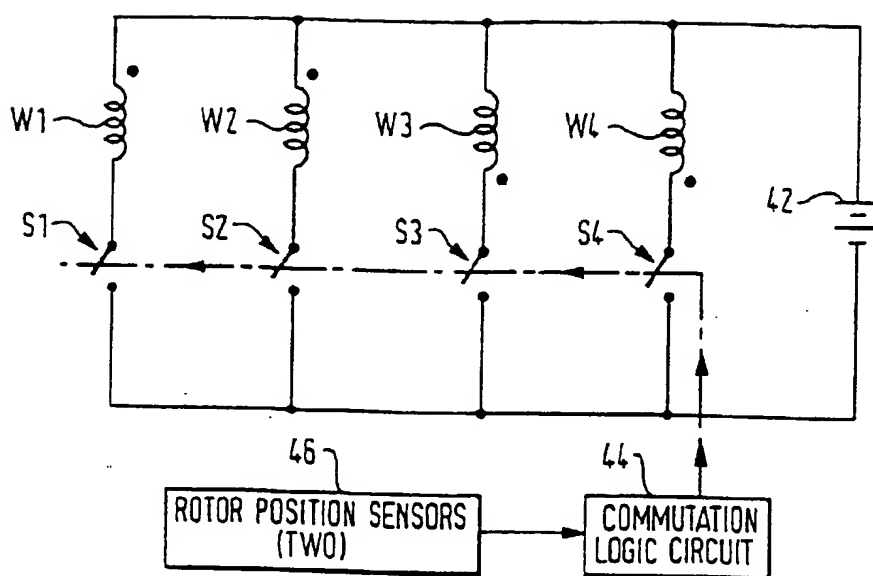 W1
W2
W3
W4
42
S1
S2
S3
S4
46
44
ROTOR POSITION SENSORS
(TWO)
COMMUTATION
LOGIC CIRCUIT